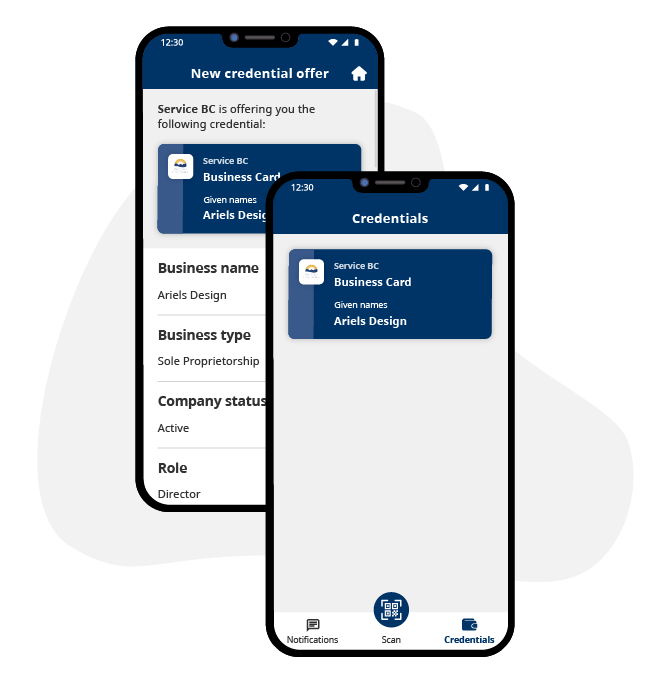 12:30
New credential offer
Service BC is offering you the
following credential:
Service BC
Business Card
Given names
Ariels Desig
Business name
Ariels Design
Business type
Sole Proprietorship
Company status
Active
Role
Director
12:30
Credentials
Service BC
Business Card
Given names
Ariels Design
Notifications
Scan
Credentials